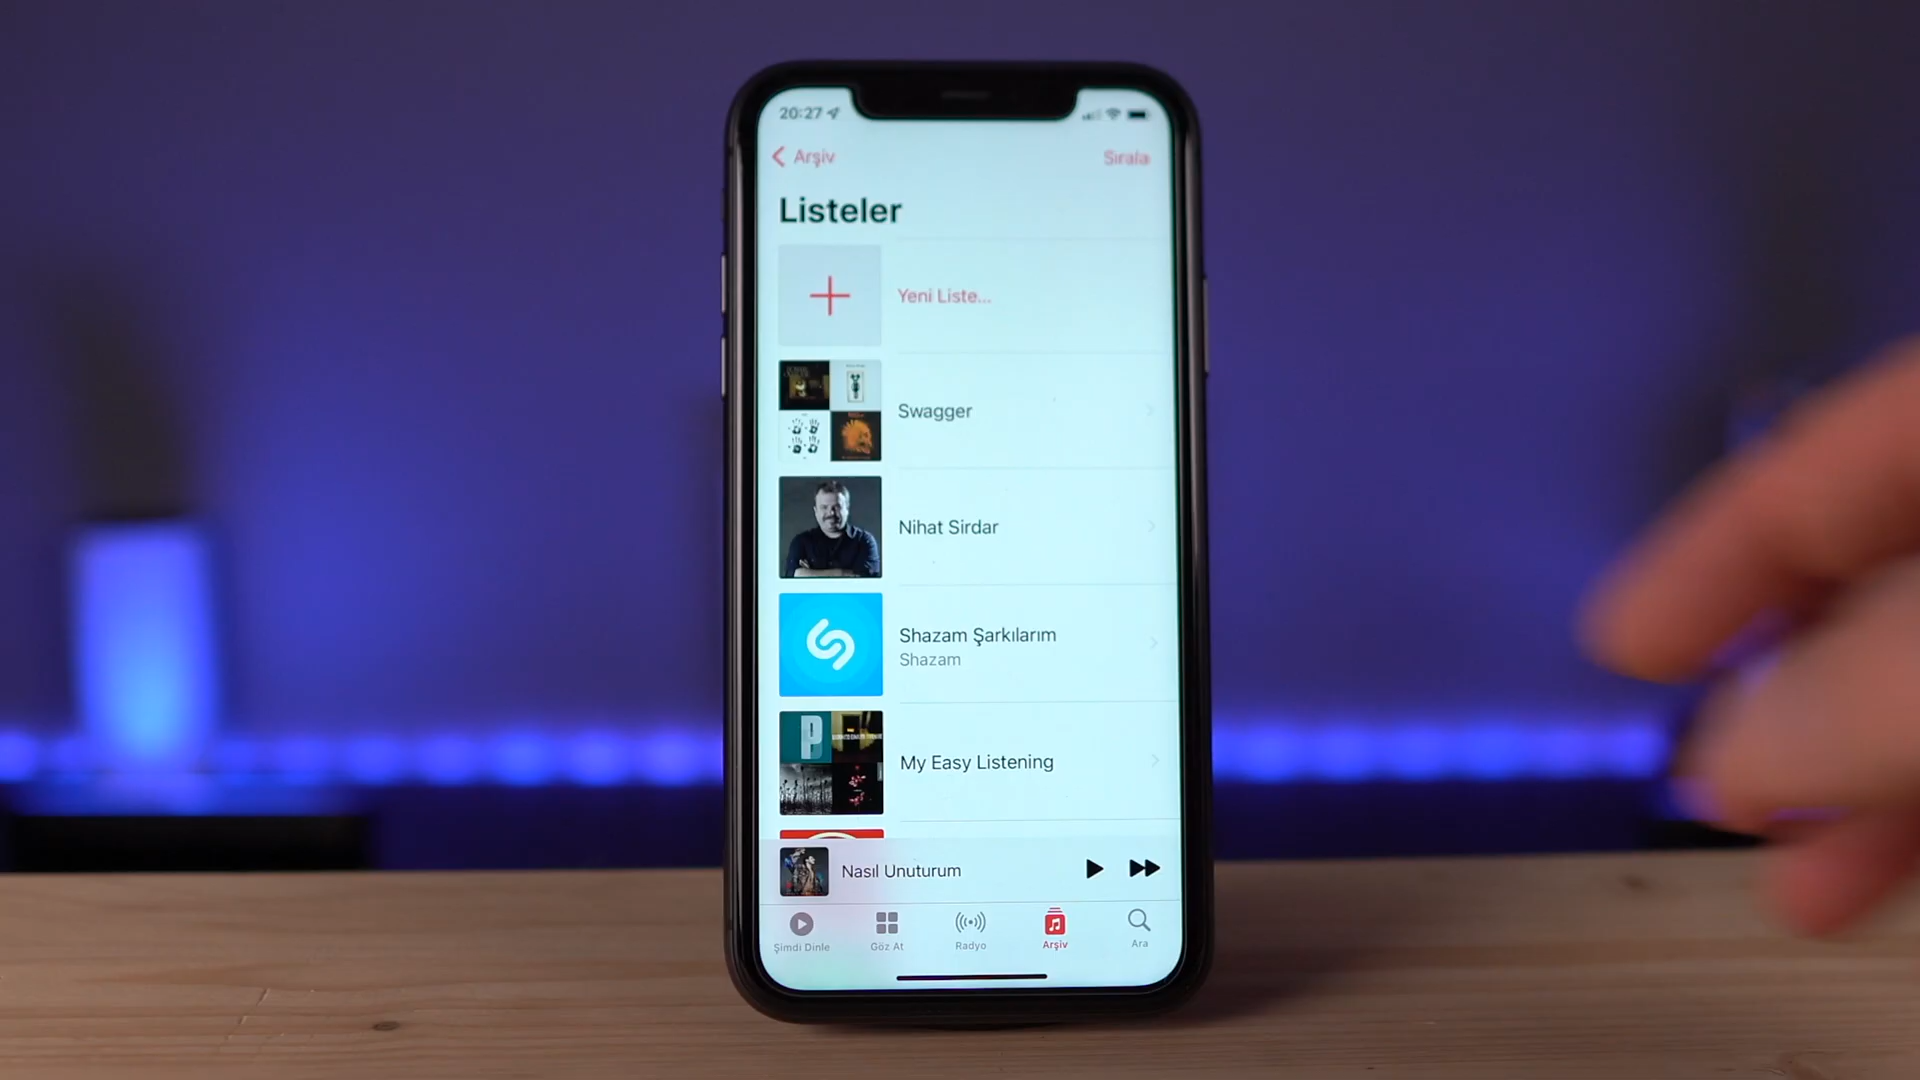 20:27
Arşiv
Sırala
Listeler
Yeni Liste...
Swagger
Nihat Sirdar
Shazam Şarkılarım
Shazam
My Easy Listening
Nasıl Unuturum
Şimdi Dinle
Göz At
Radyo
Arşiv
Ara